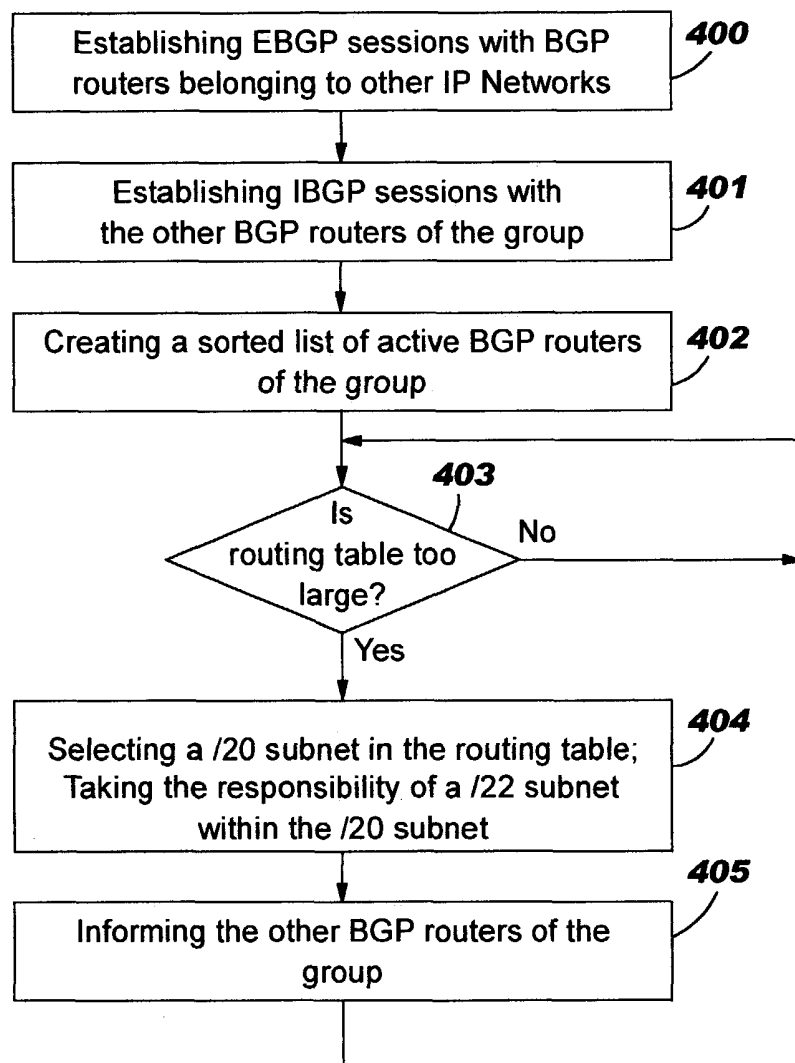 Establishing EBGP sessions with BGP
routers belonging to other IP Networks
400
Establishing IBGP sessions with
the other BGP routers of the group
401
Creating a sorted list of active BGP routers
of the group
402
403
Is
routing table too
large?
No
Yes
404
Selecting a /20 subnet in the routing table;
Taking the responsibility of a /22 subnet
within the /20 subnet
405
Informing the other BGP routers of the
group